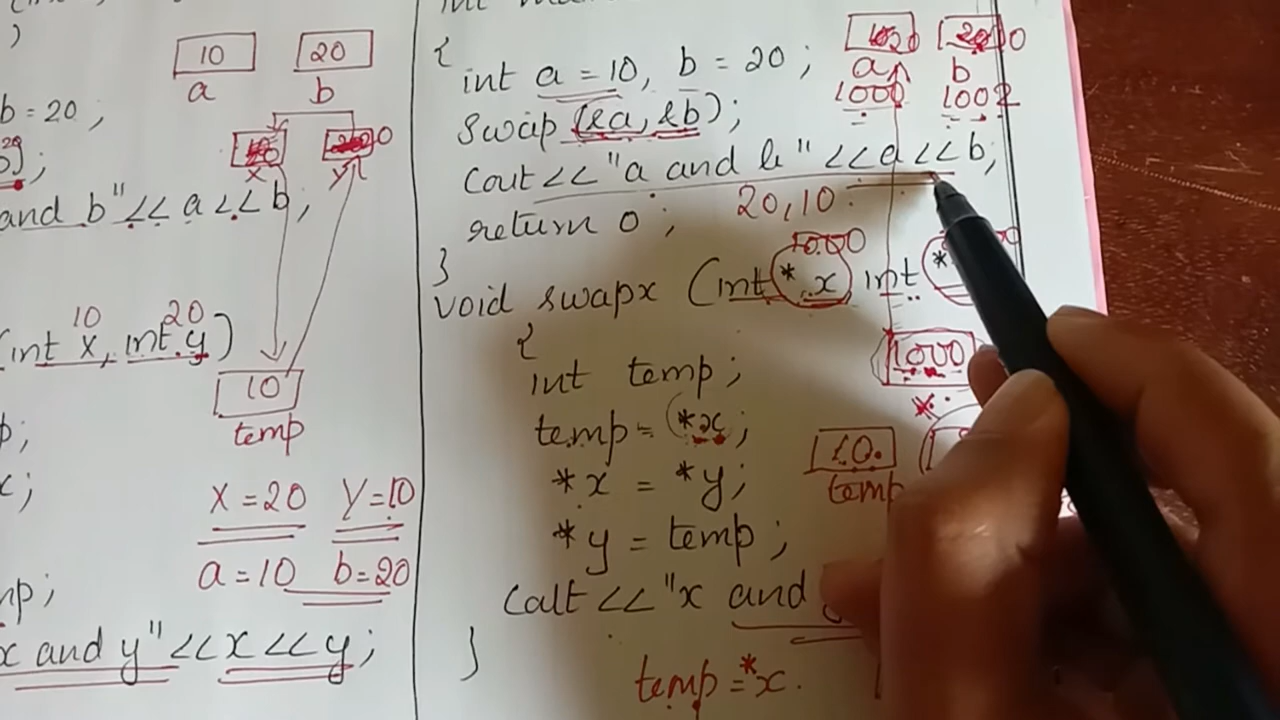 )
10 20
a b
b = 20 ;
;
x y
and b" << a << b ;
10 20
(int x, int y)
10
temp
x = 20 y = 10
a = 10 b = 20
x and y" << x << y ;
{
int a = 10, b = 20 ;
a b
1000 1002
swap (&a, &b) ;
cout << "a and b" << a << b ;
return 0 ; 20, 10
}
1000
void swapx (int *x int *
{
1000
int temp ;
x
temp = *x ;
10
temp
*x = *y ;
*y = temp ;
<< "x and
}
temp = *x